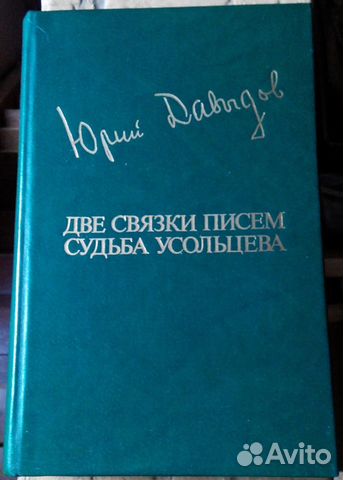 Юрий Давыдов
ДВЕ СВЯЗКИ ПИСЕМ
СУДЬБА УСОЛЬЦЕВА
Avito